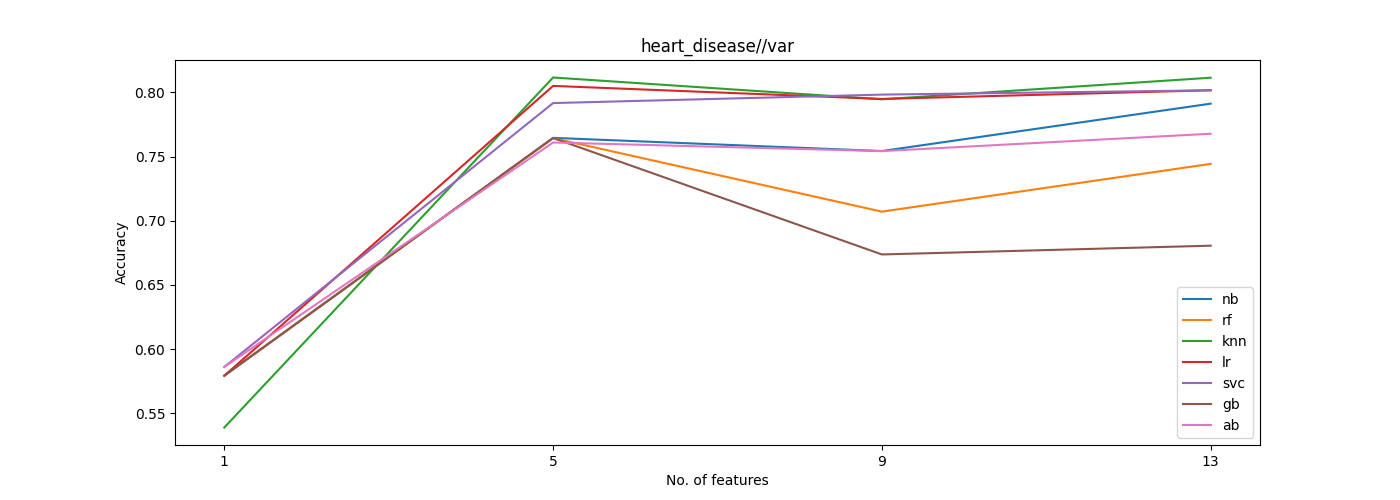 heart_disease//var
Accuracy
0.80
0.75
0.70
0.65
0.60
0.55
1
5
9
13
No. of features
nb
rf
knn
lr
svc
gb
ab